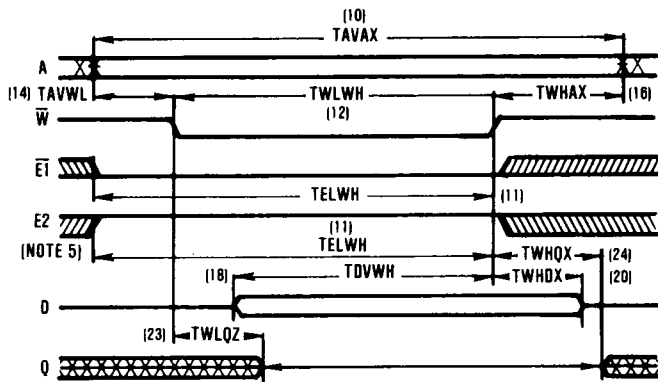 (10)
TAVAX
A
(14) TAVWL TWLWH TWHAX (16)
W
(12)
E1
TELWH (11)
E2
(11)
(NOTE 5) TELWH TWHQX (24)
(18) TDVWH TWHDX (20)
D
(23) TWLQZ
Q